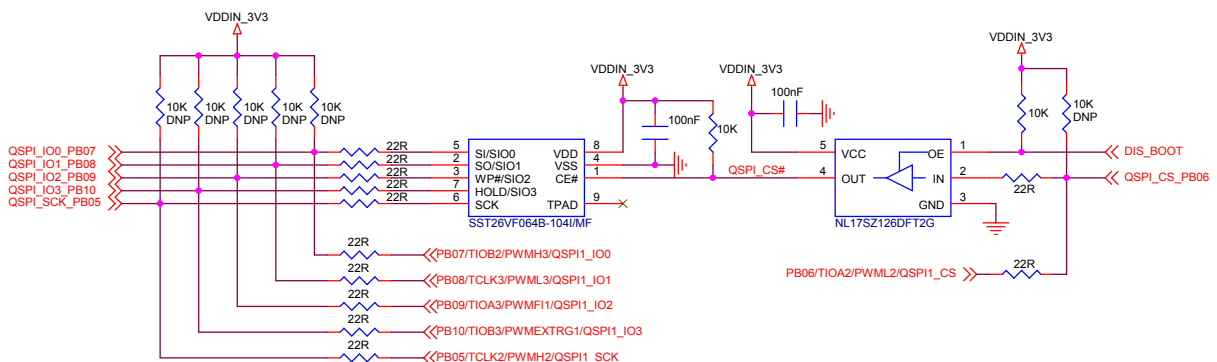 VDDIN_3V3
VDDIN_3V3
VDDIN_3V3
VDDIN_3V3
10K
DNP
10K
DNP
10K
DNP
10K
DNP
10K
DNP
100nF
10K
100nF
10K
10K
DNP
QSPI_IO0_PB07
QSPI_IO1_PB08
QSPI_IO2_PB09
QSPI_IO3_PB10
QSPI_SCK_PB05
22R
22R
22R
22R
22R
5 SI/SIO0 VDD 8
2 SO/SIO1 VSS 4
3 WP#/SIO2 CE# 1
7 HOLD/SIO3
6 SCK TPAD 9
SST26VF064B-104I/MF
QSPI_CS#
5 VCC OE 1
4 OUT IN 2
GND 3
NL17SZ126DFT2G
22R
DIS_BOOT
QSPI_CS_PB06
22R PB07/TIOB2/PWMH3/QSPI1_IO0
22R PB08/TCLK3/PWML3/QSPI1_IO1
22R PB09/TIOA3/PWMFI1/QSPI1_IO2
22R PB10/TIOB3/PWMEXTRG1/QSPI1_IO3
22R PB05/TCLK2/PWMH2/QSPI1_SCK
PB06/TIOA2/PWML2/QSPI1_CS 22R